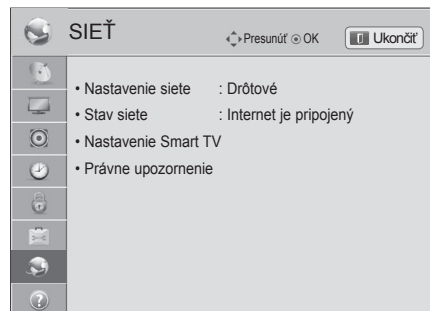 SIEŤ
Presunúť OK
Ukončiť
• Nastavenie siete : Drôtové
• Stav siete : Internet je pripojený
• Nastavenie Smart TV
• Právne upozornenie